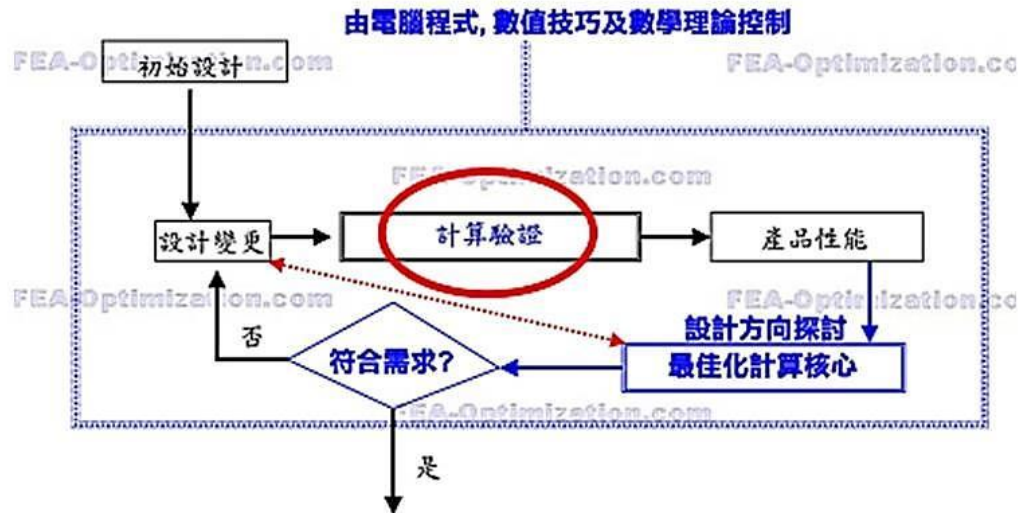 由電腦程式, 數值技巧及數學理論控制
FEA-Optimization.com
初始設計
FEA-Optimization.co
FEA-Optimization.com
設計變更
計算驗證
產品性能
FEA-Optimization.com
FEA-Optimization.co
否
符合需求?
設計方向探討
最佳化計算核心
FEA-Optimization.com
是